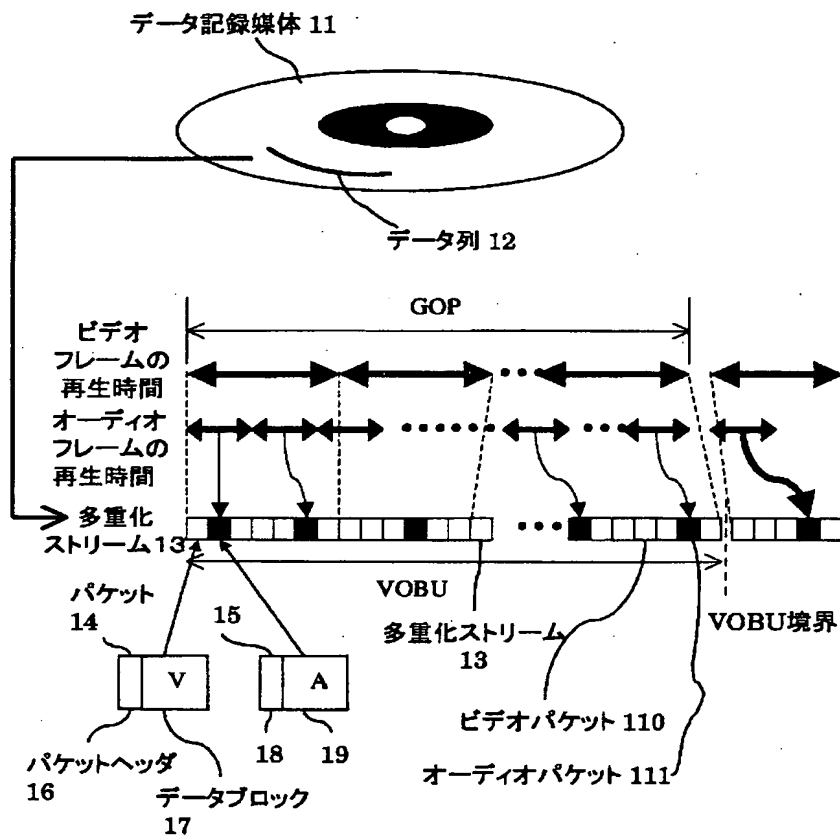 データ記録媒体 11
データ列 12
GOP
ビデオ
フレームの
再生時間
オーディオ
フレームの
再生時間
多重化
ストリーム13
VOBU
VOBU境界
パケット
14
15
多重化ストリーム
13
V
A
ビデオパケット 110
パケットヘッダ
16
18
19
オーディオパケット 111
データブロック
17